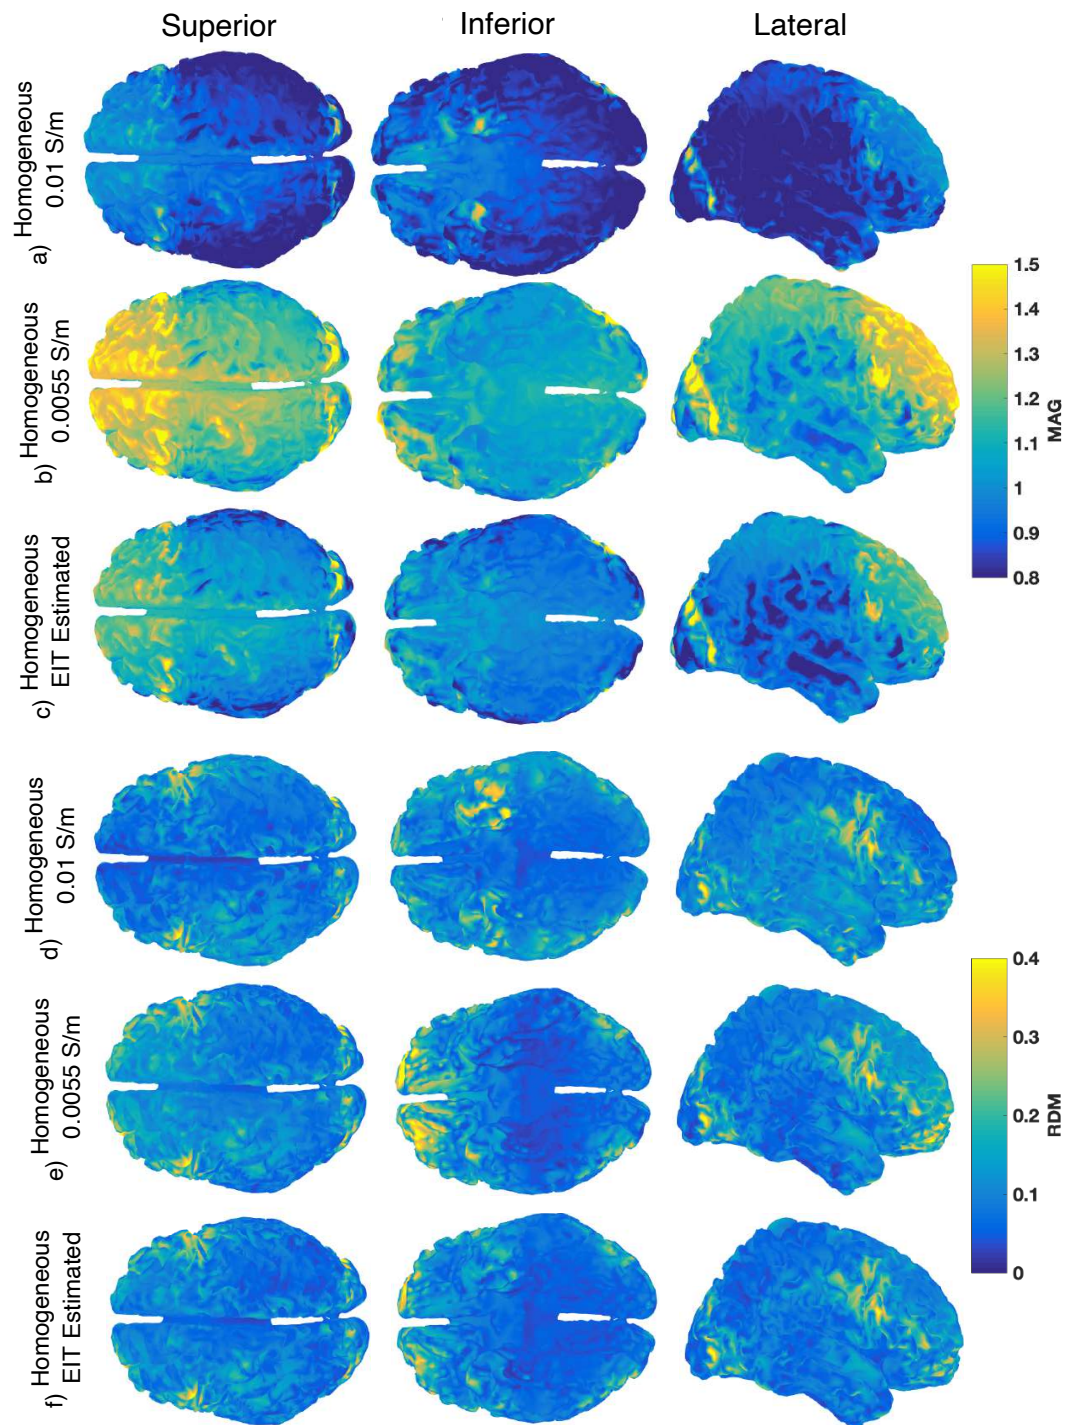 Superior
Inferior
Lateral
a) Homogeneous
0.01 S/m
b) Homogeneous
0.0055 S/m
c) Homogeneous
EIT Estimated
1.5
1.4
1.3
1.2
1.1
1
0.9
0.8
MAG
d) Homogeneous
0.01 S/m
e) Homogeneous
0.0055 S/m
f) Homogeneous
EIT Estimated
0.4
0.3
0.2
0.1
0
RDM